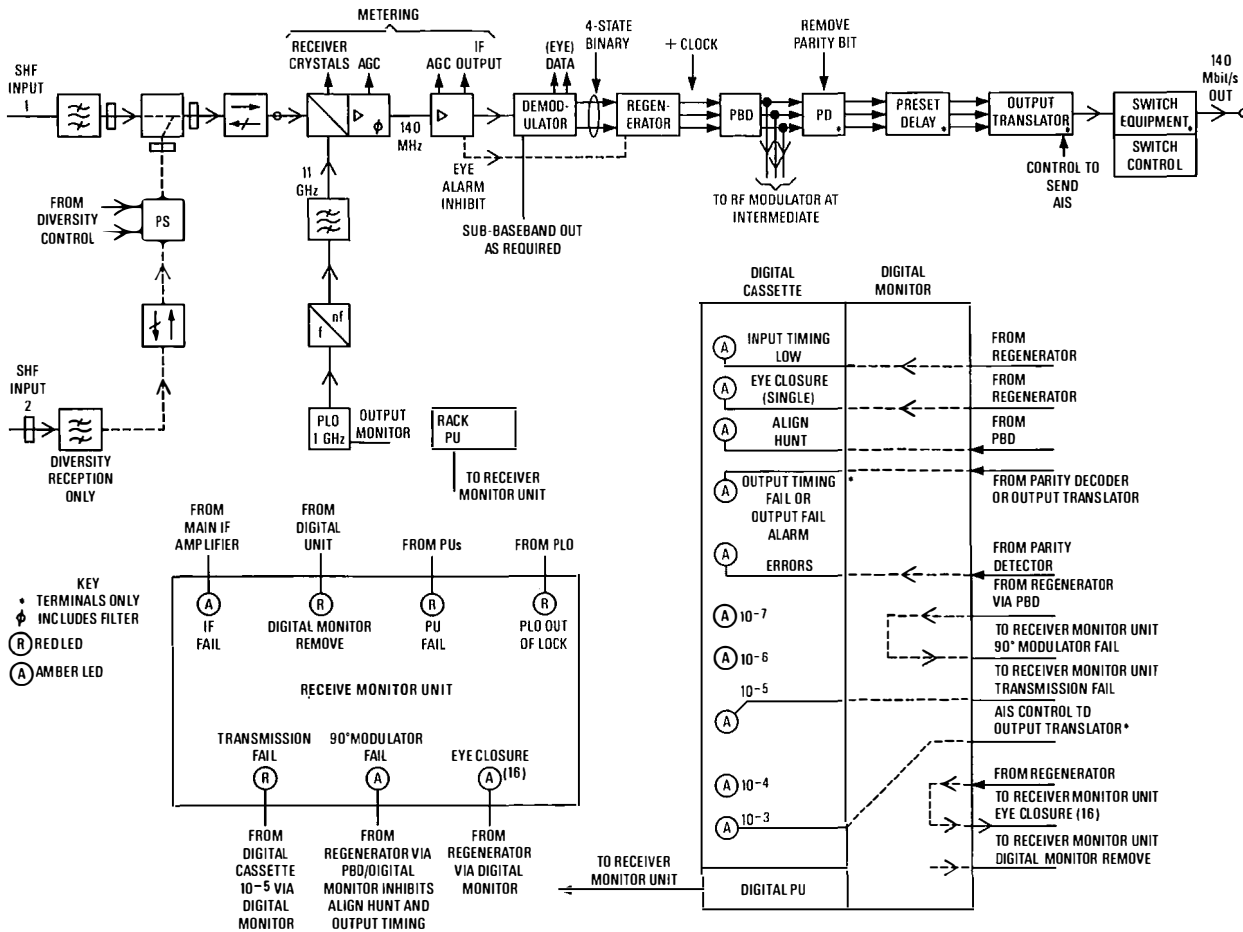 METERING
RECEIVER
CRYSTALS
AGC
AGC
IF
OUTPUT
(EYE)
DATA
4-STATE
BINARY
+ CLOCK
REMOVE
PARITY BIT
140
Mbit/s
OUT
SHF
INPUT
1
ϕ
140
MHz
DEMOD-
ULATOR
REGEN-
ERATOR
PBD
PD *
PRESET
DELAY *
OUTPUT
TRANSLATOR *
SWITCH
EQUIPMENT *
SWITCH
CONTROL
11
GHz
EYE
ALARM
INHIBIT
SUB-BASEBAND OUT
AS REQUIRED
TO RF MODULATOR AT
INTERMEDIATE
CONTROL TO
SEND
AIS
FROM
DIVERSITY
CONTROL
PS
nf
f
SHF
INPUT
2
DIVERSITY
RECEPTION
ONLY
PLO
1 GHz
OUTPUT
MONITOR
RACK
PU
TO RECEIVER
MONITOR UNIT
DIGITAL
CASSETTE
DIGITAL
MONITOR
A
INPUT TIMING
LOW
FROM
REGENERATOR
A
EYE CLOSURE
(SINGLE)
FROM
REGENERATOR
A
ALIGN
HUNT
FROM
PBD
A
OUTPUT TIMING *
FAIL OR
OUTPUT FAIL
ALARM
FROM PARITY DECODER
OR OUTPUT TRANSLATOR
A
ERRORS
FROM PARITY
DETECTOR
FROM REGENERATOR
VIA PBD
A 10-7
TO RECEIVER MONITOR UNIT
90° MODULATOR FAIL
A 10-6
TO RECEIVER MONITOR UNIT
TRANSMISSION FAIL
A 10-5
AIS CONTROL TD
OUTPUT TRANSLATOR*
A 10-4
FROM REGENERATOR
TO RECEIVER MONITOR UNIT
EYE CLOSURE (16)
A 10-3
TO RECEIVER MONITOR UNIT
DIGITAL MONITOR REMOVE
DIGITAL PU
TO RECEIVER
MONITOR UNIT
FROM
MAIN IF
AMPLIFIER
FROM
DIGITAL
UNIT
FROM PUs
FROM PLO
A
IF
FAIL
R
DIGITAL MONITOR
REMOVE
R
PU
FAIL
R
PLO OUT
OF LOCK
RECEIVE MONITOR UNIT
TRANSMISSION
FAIL
R
90°MODULATOR
FAIL
A
EYE CLOSURE
(16)
A
FROM
DIGITAL
CASSETTE
10-5 VIA
DIGITAL
MONITOR
FROM
REGENERATOR VIA
PBD/OIGITAL
MONITOR INHIBITS
ALIGN HUNT AND
OUTPUT TIMING
FROM
REGENERATOR
VIA DIGITAL
MONITOR
KEY
* TERMINALS ONLY
ϕ INCLUDES FILTER
R RED LED
A AMBER LED